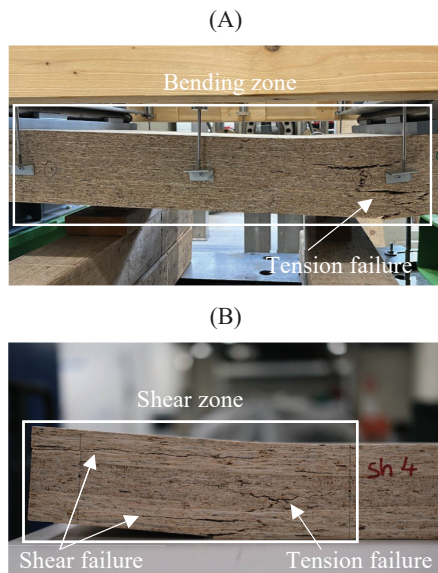 (A)
Bending zone
Tension failure
(B)
Shear zone
sh 4
Shear failure
Tension failure